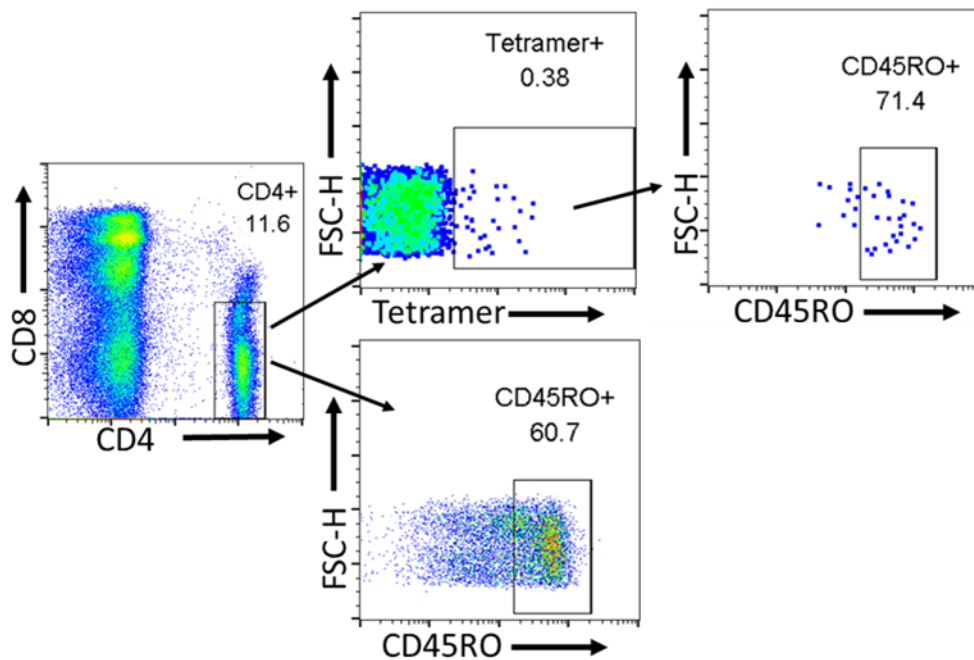 CD8
CD4+
11.6
CD4
FSC-H
Tetramer+
0.38
Tetramer
FSC-H
CD45RO+
71.4
CD45RO
FSC-H
CD45RO+
60.7
CD45RO